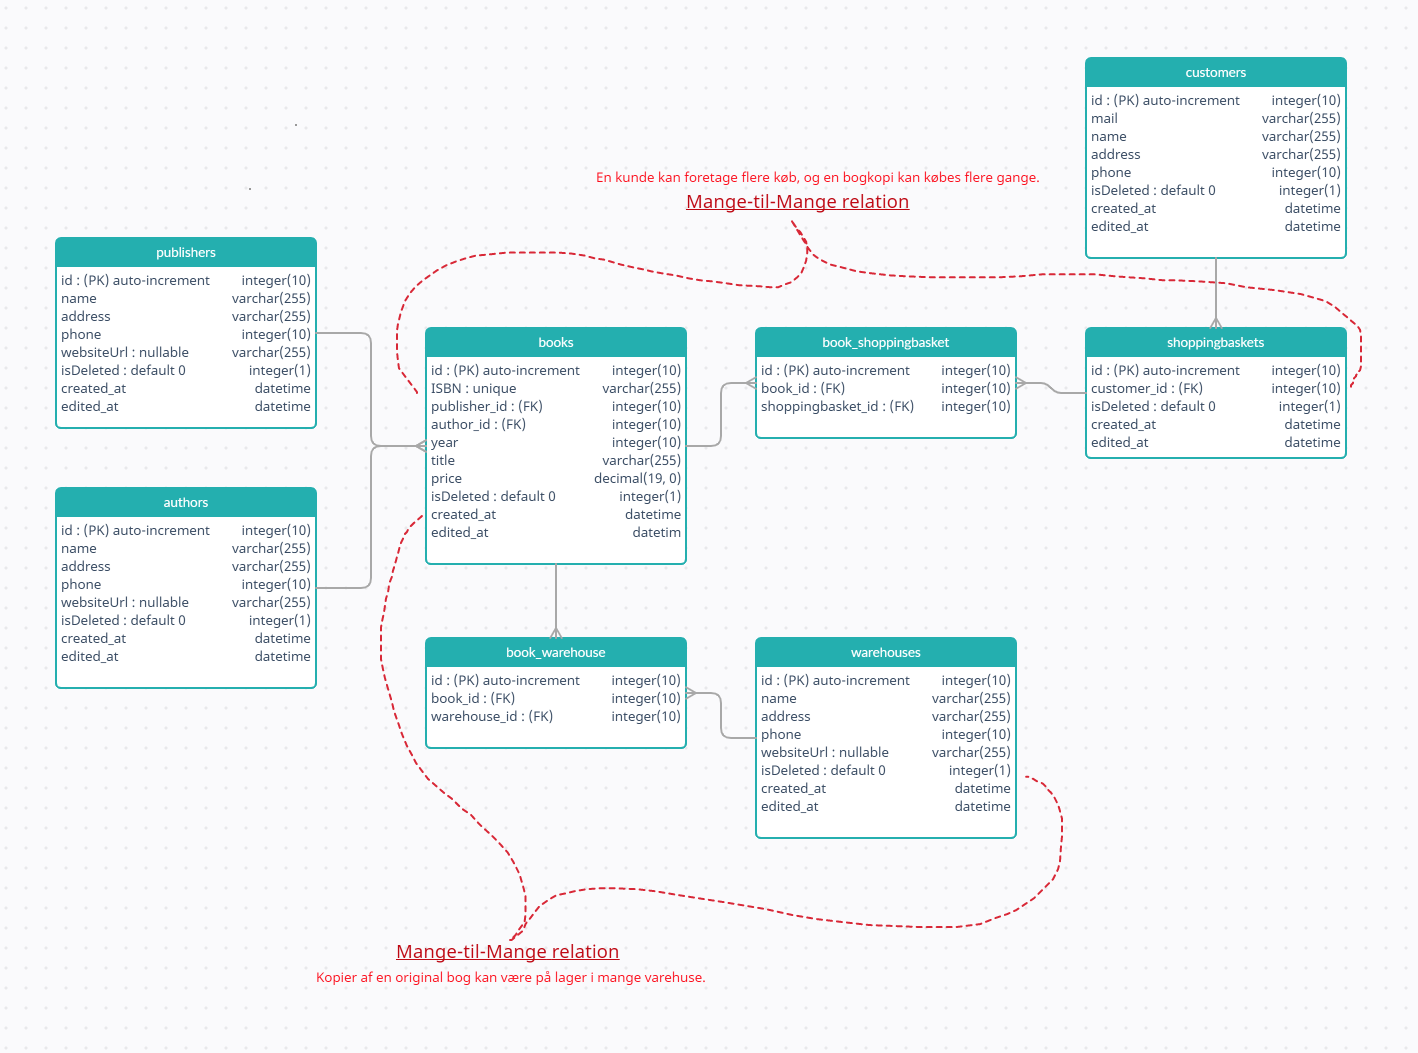 customers
id : (PK) auto-increment integer(10)
mail varchar(255)
name varchar(255)
address varchar(255)
phone integer(10)
isDeleted : default 0 integer(1)
created_at datetime
edited_at datetime
En kunde kan foretage flere køb, og en bogkopi kan købes flere gange.
Mange-til-Mange relation
publishers
id : (PK) auto-increment integer(10)
name varchar(255)
address varchar(255)
phone integer(10)
websiteUrl : nullable varchar(255)
isDeleted : default 0 integer(1)
created_at datetime
edited_at datetime
books
id : (PK) auto-increment integer(10)
ISBN : unique varchar(255)
publisher_id : (FK) integer(10)
author_id : (FK) integer(10)
year integer(10)
title varchar(255)
price decimal(19, 0)
isDeleted : default 0 integer(1)
created_at datetime
edited_at datetim
book_shoppingbasket
id : (PK) auto-increment integer(10)
book_id : (FK) integer(10)
shoppingbasket_id : (FK) integer(10)
shoppingbaskets
id : (PK) auto-increment integer(10)
customer_id : (FK) integer(10)
isDeleted : default 0 integer(1)
created_at datetime
edited_at datetime
authors
id : (PK) auto-increment integer(10)
name varchar(255)
address varchar(255)
phone integer(10)
websiteUrl : nullable varchar(255)
isDeleted : default 0 integer(1)
created_at datetime
edited_at datetime
book_warehouse
id : (PK) auto-increment integer(10)
book_id : (FK) integer(10)
warehouse_id : (FK) integer(10)
warehouses
id : (PK) auto-increment integer(10)
name varchar(255)
address varchar(255)
phone integer(10)
websiteUrl : nullable varchar(255)
isDeleted : default 0 integer(1)
created_at datetime
edited_at datetime
Mange-til-Mange relation
Kopier af en original bog kan være på lager i mange varehuse.